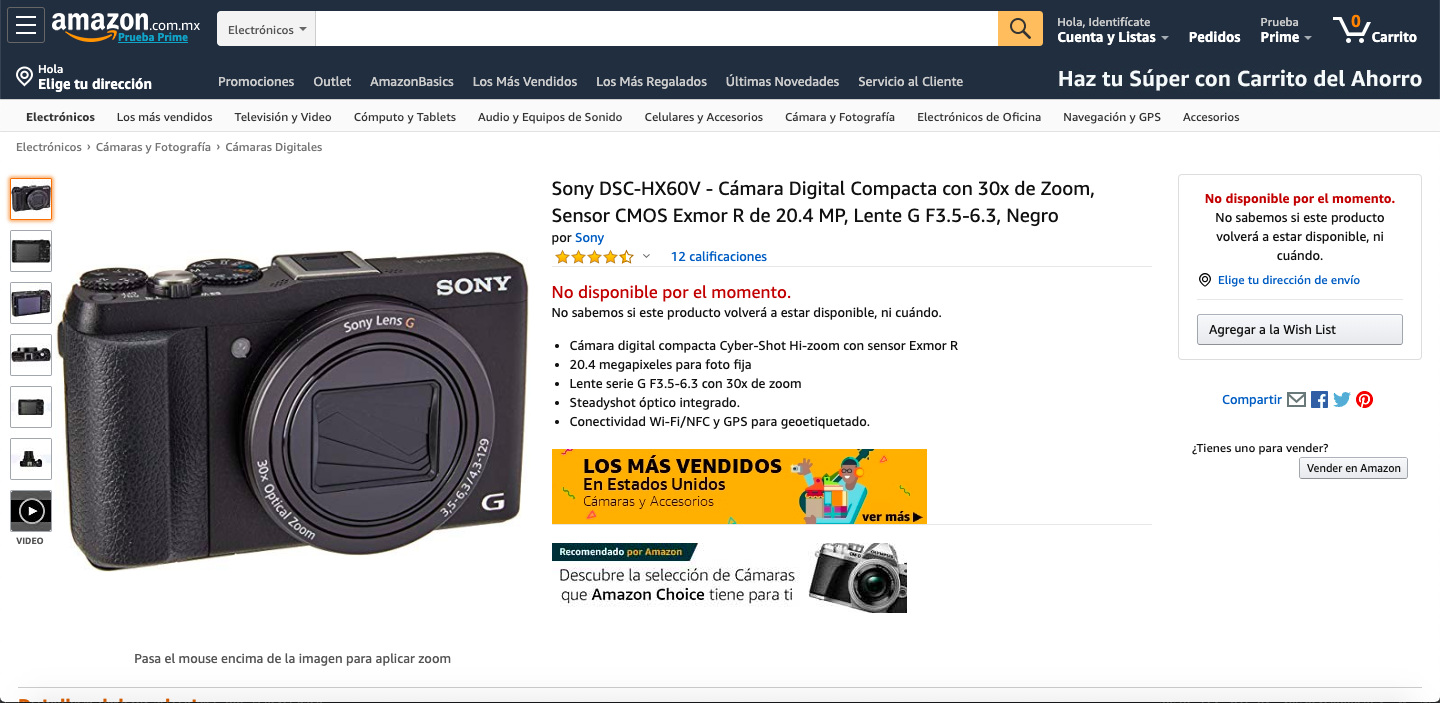 amazon.com.mx
Prueba Prime
Electrónicos
Hola, Identifícate
Cuenta y Listas
Pedidos
Prueba
Prime
0
Carrito
Hola
Elige tu dirección
Promociones
Outlet
AmazonBasics
Los Más Vendidos
Los Más Regalados
Últimas Novedades
Servicio al Cliente
Haz tu Súper con Carrito del Ahorro
Electrónicos
Los más vendidos
Televisión y Video
Cómputo y Tablets
Audio y Equipos de Sonido
Celulares y Accesorios
Cámara y Fotografía
Electrónicos de Oficina
Navegación y GPS
Accesorios
Electrónicos › Cámaras y Fotografía › Cámaras Digitales
VIDEO
SONY
Sony Lens G
30x Optical Zoom
3,5-6,3/4,3-129
G
Pasa el mouse encima de la imagen para aplicar zoom
Sony DSC-HX60V - Cámara Digital Compacta con 30x de Zoom,
Sensor CMOS Exmor R de 20.4 MP, Lente G F3.5-6.3, Negro
por Sony
12 calificaciones
No disponible por el momento.
No sabemos si este producto volverá a estar disponible, ni cuándo.
• Cámara digital compacta Cyber-Shot Hi-zoom con sensor Exmor R
• 20.4 megapixeles para foto fija
• Lente serie G F3.5-6.3 con 30x de zoom
• Steadyshot óptico integrado.
• Conectividad Wi-Fi/NFC y GPS para geoetiquetado.
LOS MÁS VENDIDOS
En Estados Unidos
Cámaras y Accesorios
ver más ▶
Recomendado por Amazon
Descubre la selección de Cámaras
que Amazon Choice tiene para ti
OLYMPUS
No disponible por el momento.
No sabemos si este producto
volverá a estar disponible, ni
cuándo.
Elige tu dirección de envío
Agregar a la Wish List
Compartir
¿Tienes uno para vender?
Vender en Amazon